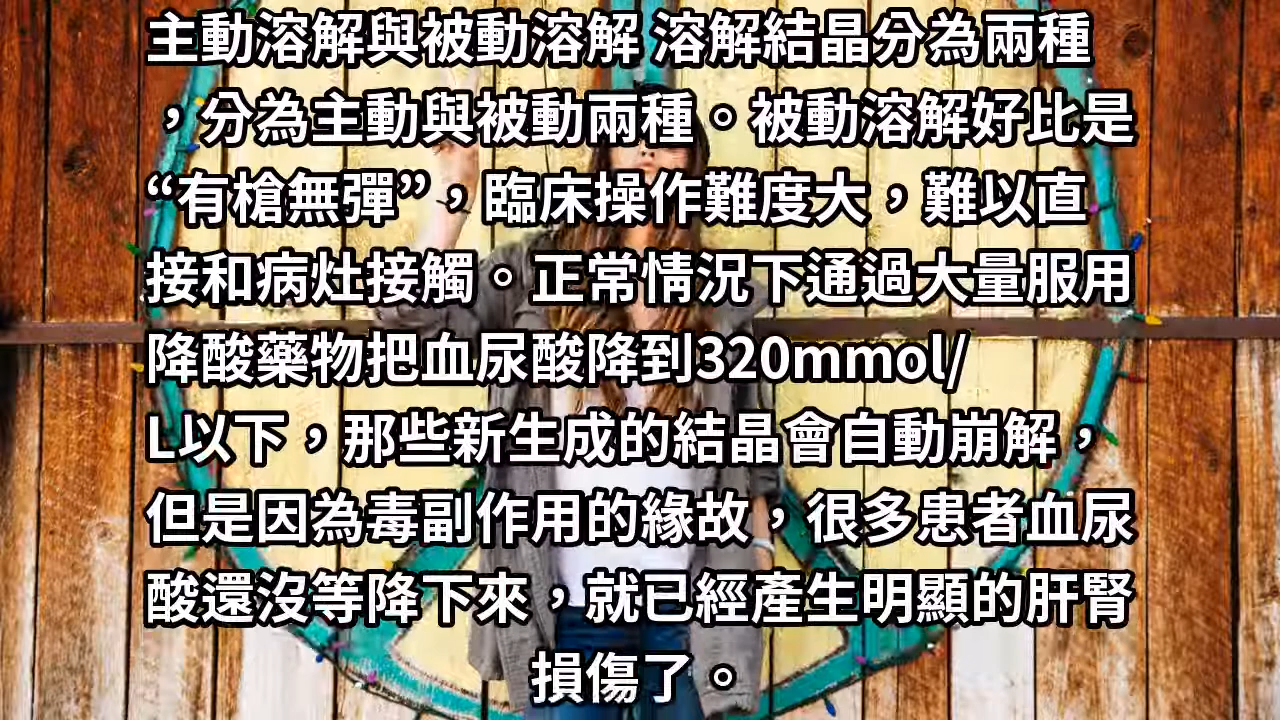 主動溶解與被動溶解 溶解結晶分為兩種
，分為主動與被動兩種。被動溶解好比是
“有槍無彈”，臨床操作難度大，難以直
接和病灶接觸。正常情況下通過大量服用
降酸藥物把血尿酸降到320mmol/
L以下，那些新生成的結晶會自動崩解，
但是因為毒副作用的緣故，很多患者血尿
酸還沒等降下來，就已經產生明顯的肝腎
損傷了。